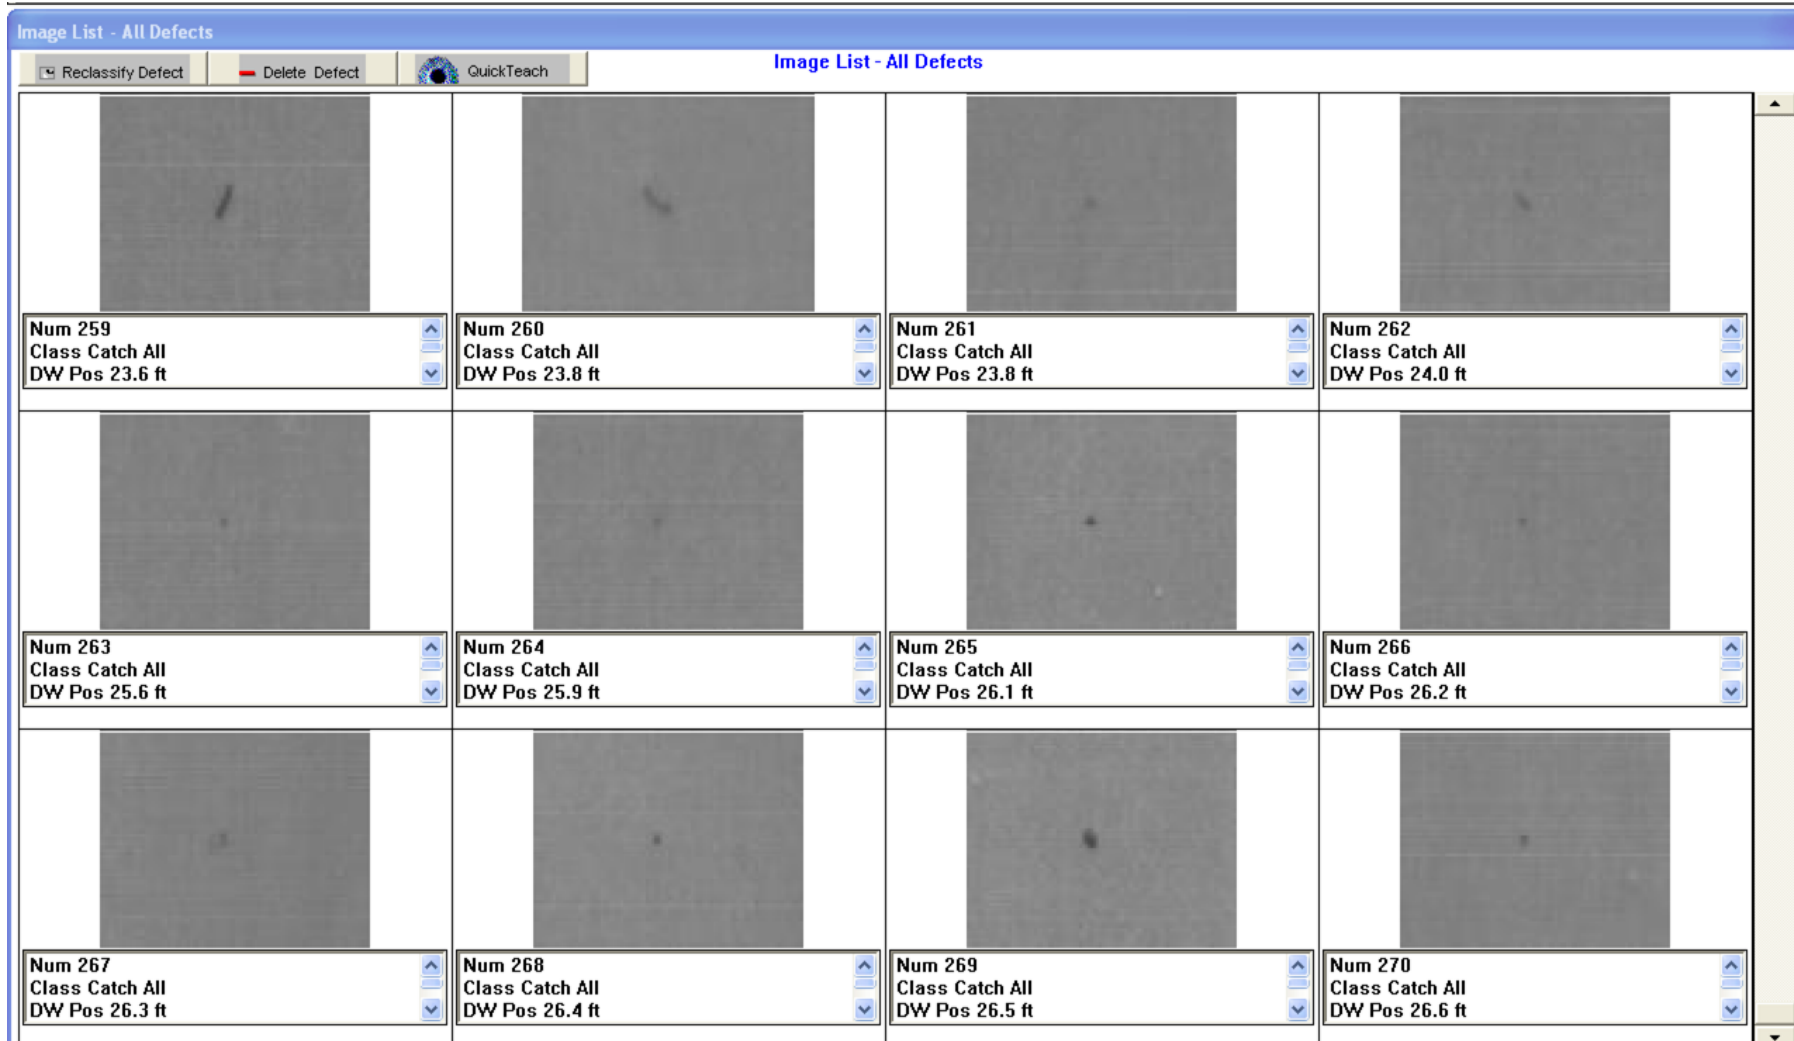 Image List - All Defects
Reclassify Defect
Delete Defect
QuickTeach
Image List - All Defects
Num 259
Class Catch All
DW Pos 23.6 ft
Num 260
Class Catch All
DW Pos 23.8 ft
Num 261
Class Catch All
DW Pos 23.8 ft
Num 262
Class Catch All
DW Pos 24.0 ft
Num 263
Class Catch All
DW Pos 25.6 ft
Num 264
Class Catch All
DW Pos 25.9 ft
Num 265
Class Catch All
DW Pos 26.1 ft
Num 266
Class Catch All
DW Pos 26.2 ft
Num 267
Class Catch All
DW Pos 26.3 ft
Num 268
Class Catch All
DW Pos 26.4 ft
Num 269
Class Catch All
DW Pos 26.5 ft
Num 270
Class Catch All
DW Pos 26.6 ft